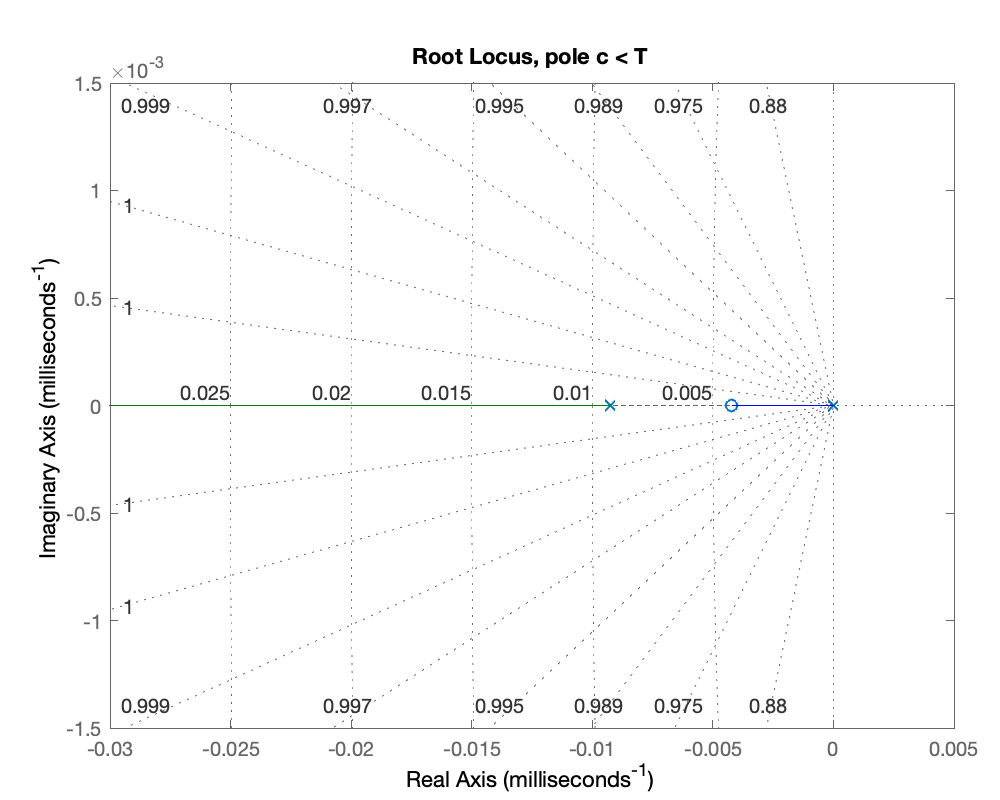 Root Locus, pole c < T
×10⁻³
1.5
0.999 0.997 0.995 0.989 0.975 0.88
1
1
0.5
1
0.025 0.02 0.015 0.01 0.005
0
-0.5
1
-1
1
0.999 0.997 0.995 0.989 0.975 0.88
-1.5
-0.03 -0.025 -0.02 -0.015 -0.01 -0.005 0 0.005
Real Axis (milliseconds⁻¹)
Imaginary Axis (milliseconds⁻¹)